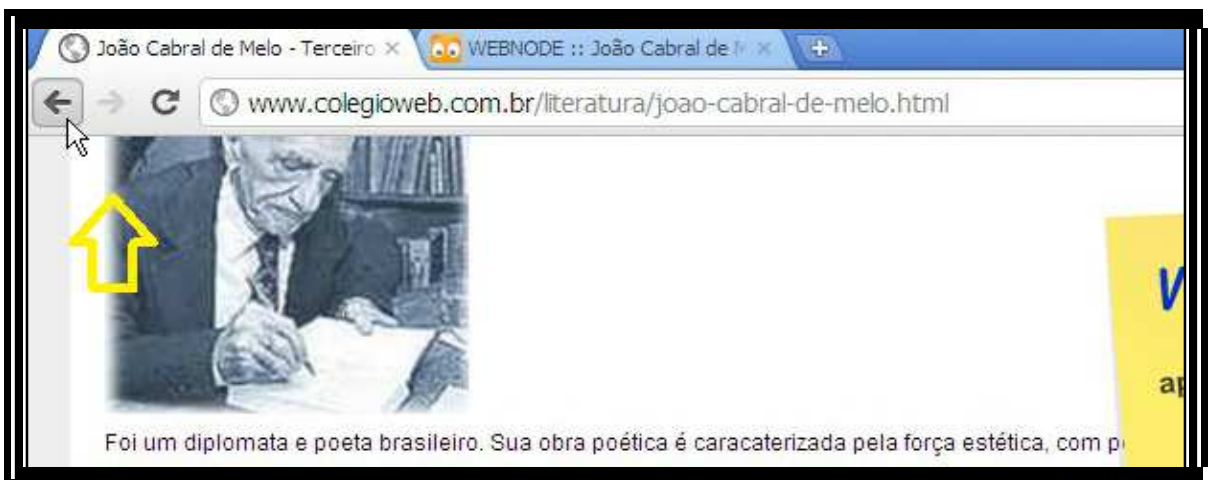 João Cabral de Melo - Terceiro
WEBNODE :: João Cabral de
www.colegioweb.com.br/literatura/joao-cabral-de-melo.html
Foi um diplomata e poeta brasileiro. Sua obra poética é caracaterizada pela força estética, com